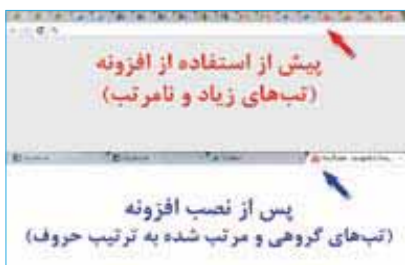 پیش از استفاده از افزونه
(تب‌های زیاد و نامرتب)
پس از نصب افزونه
(تب‌های گروهی و مرتب شده به ترتیب حروف)